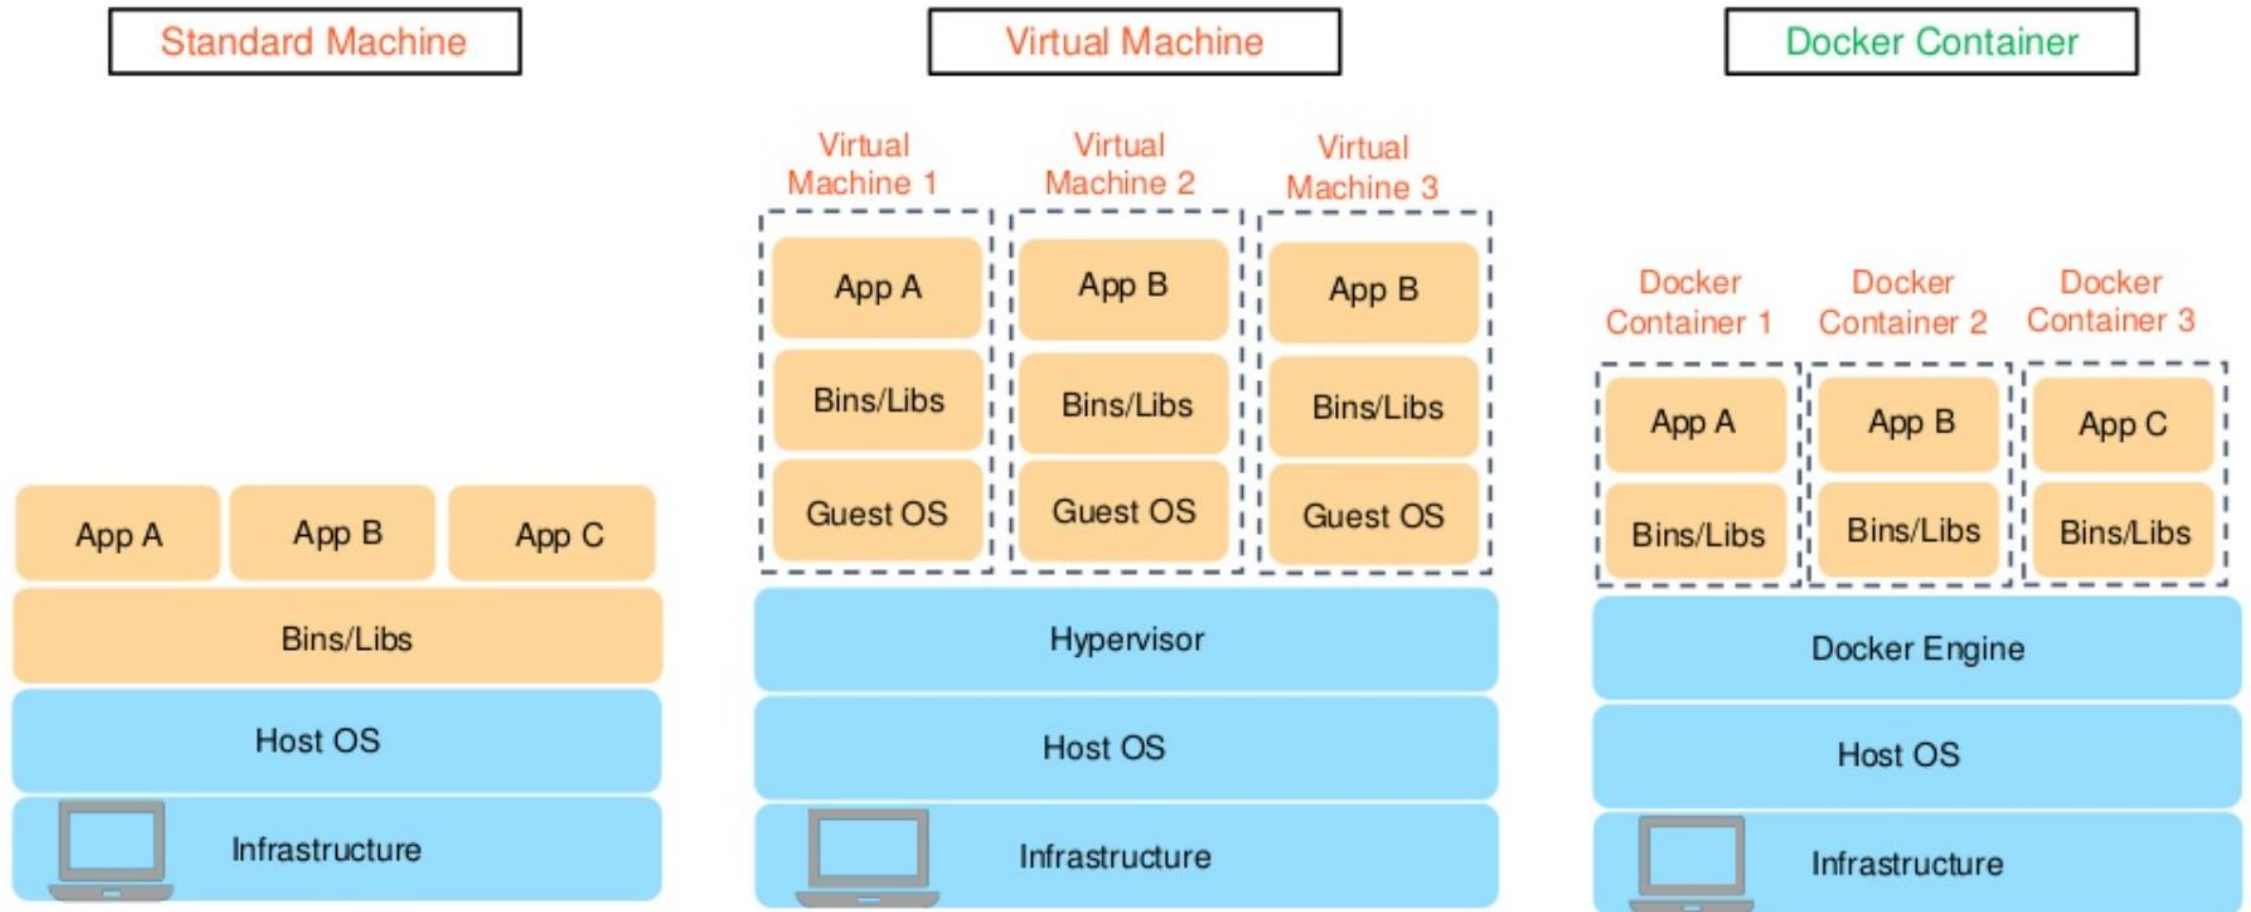 Standard Machine
App A
App B
App C
Bins/Libs
Host OS
Infrastructure
Virtual Machine
Virtual
Machine 1
Virtual
Machine 2
Virtual
Machine 3
App A
App B
App B
Bins/Libs
Bins/Libs
Bins/Libs
Guest OS
Guest OS
Guest OS
Hypervisor
Host OS
Infrastructure
Docker Container
Docker
Container 1
Docker
Container 2
Docker
Container 3
App A
App B
App C
Bins/Libs
Bins/Libs
Bins/Libs
Docker Engine
Host OS
Infrastructure